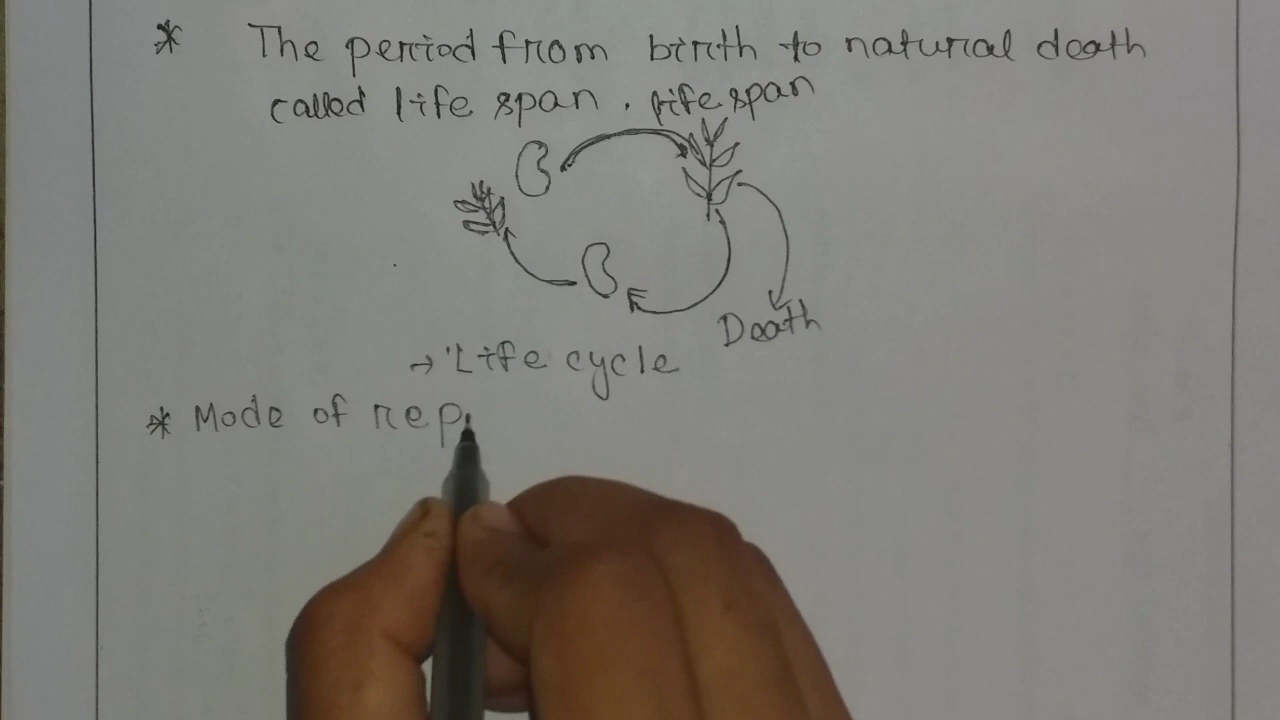 * The period from birth to natural death
called life span . life span
Death
→ 'Life cycle
* Mode of rep